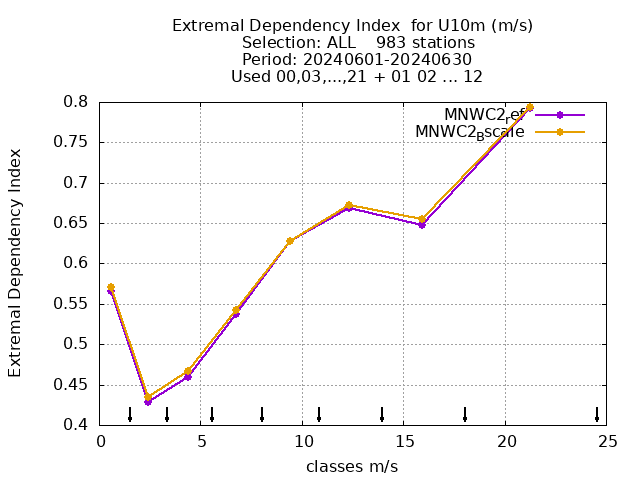 Extremal Dependency Index  for U10m (m/s)
Selection: ALL    983 stations
Period: 20240601-20240630
Used 00,03,...,21 + 01 02 ... 12
MNWC2ref
MNWC2Bscale
0.8
0.75
0.7
0.65
0.6
0.55
0.5
0.45
0.4
Extremal Dependency Index
0 5 10 15 20 25
classes m/s